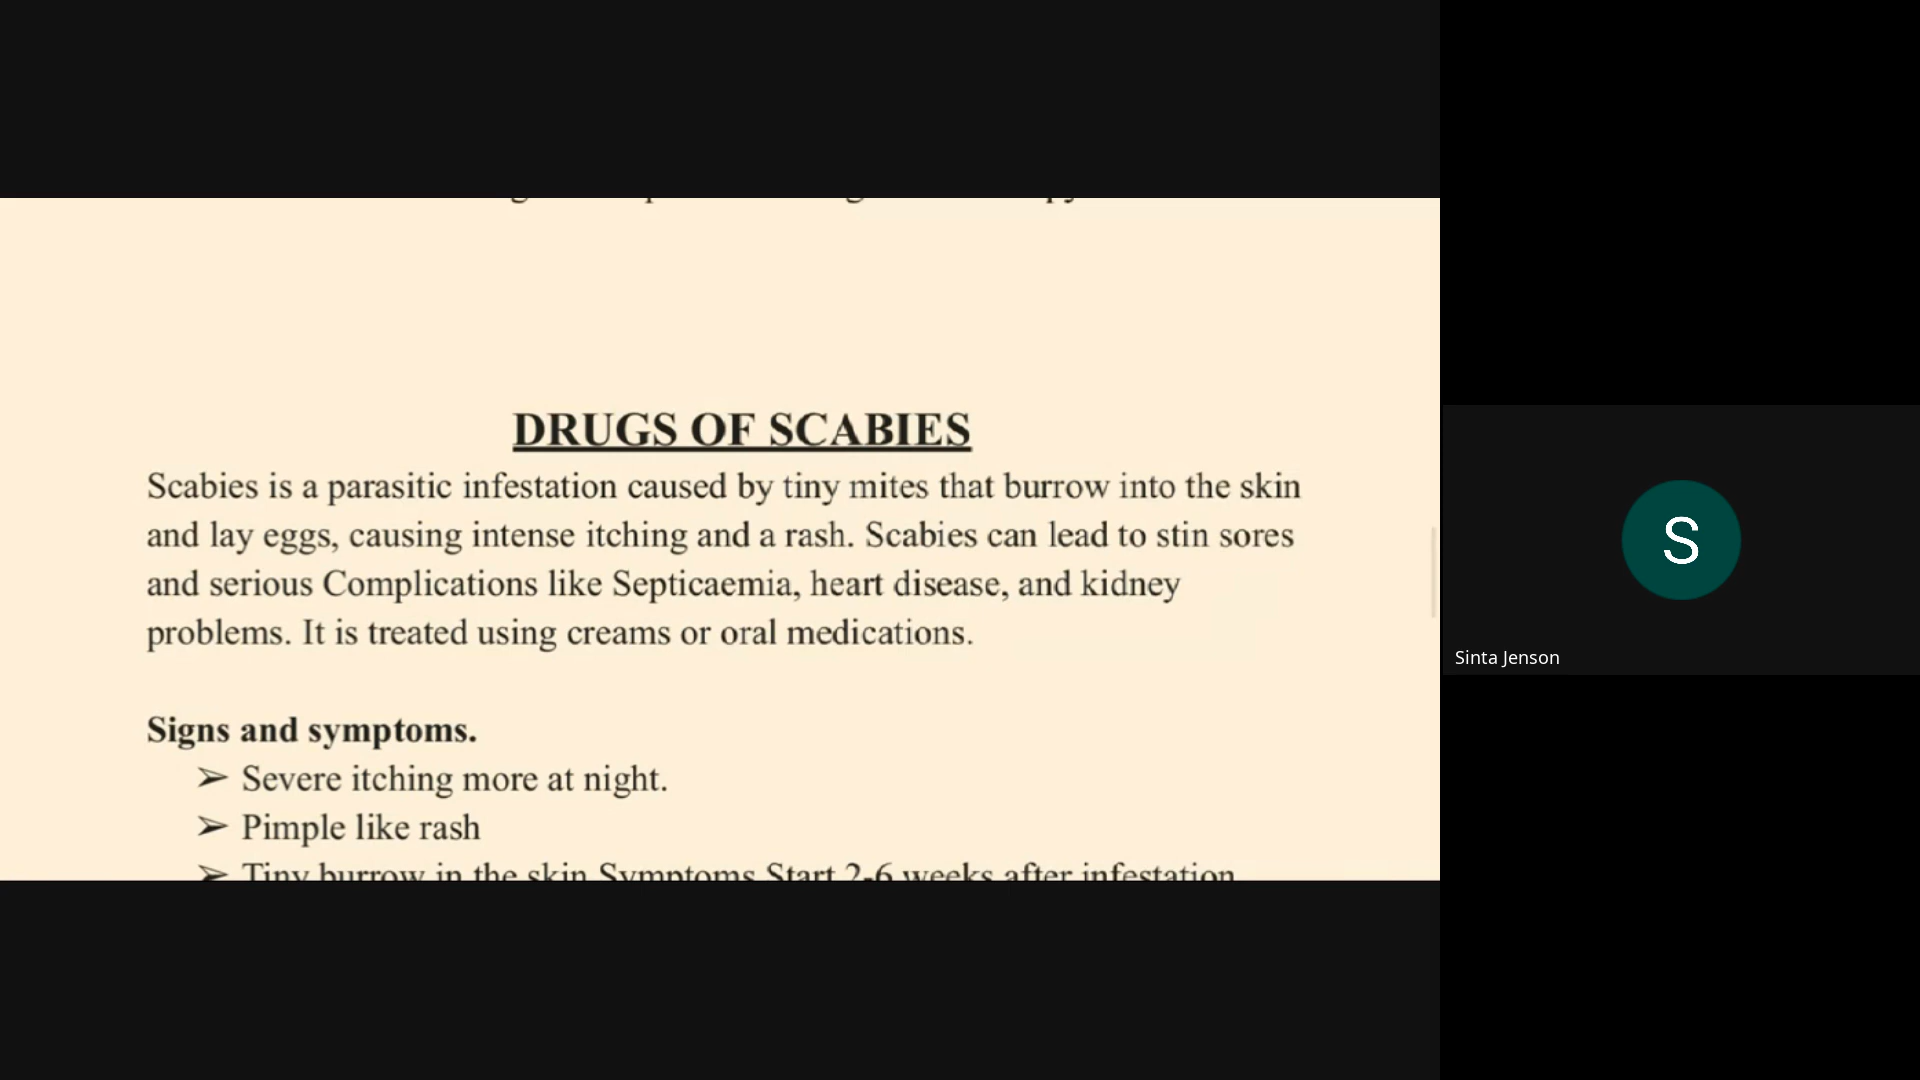 DRUGS OF SCABIES
Scabies is a parasitic infestation caused by tiny mites that burrow into the skin
and lay eggs, causing intense itching and a rash. Scabies can lead to stin sores
and serious Complications like Septicaemia, heart disease, and kidney
problems. It is treated using creams or oral medications.
Signs and symptoms.
➢ Severe itching more at night.
➢ Pimple like rash
➢ Tiny burrow in the skin Symptoms Start 2-6 weeks after infestation
S
Sinta Jenson